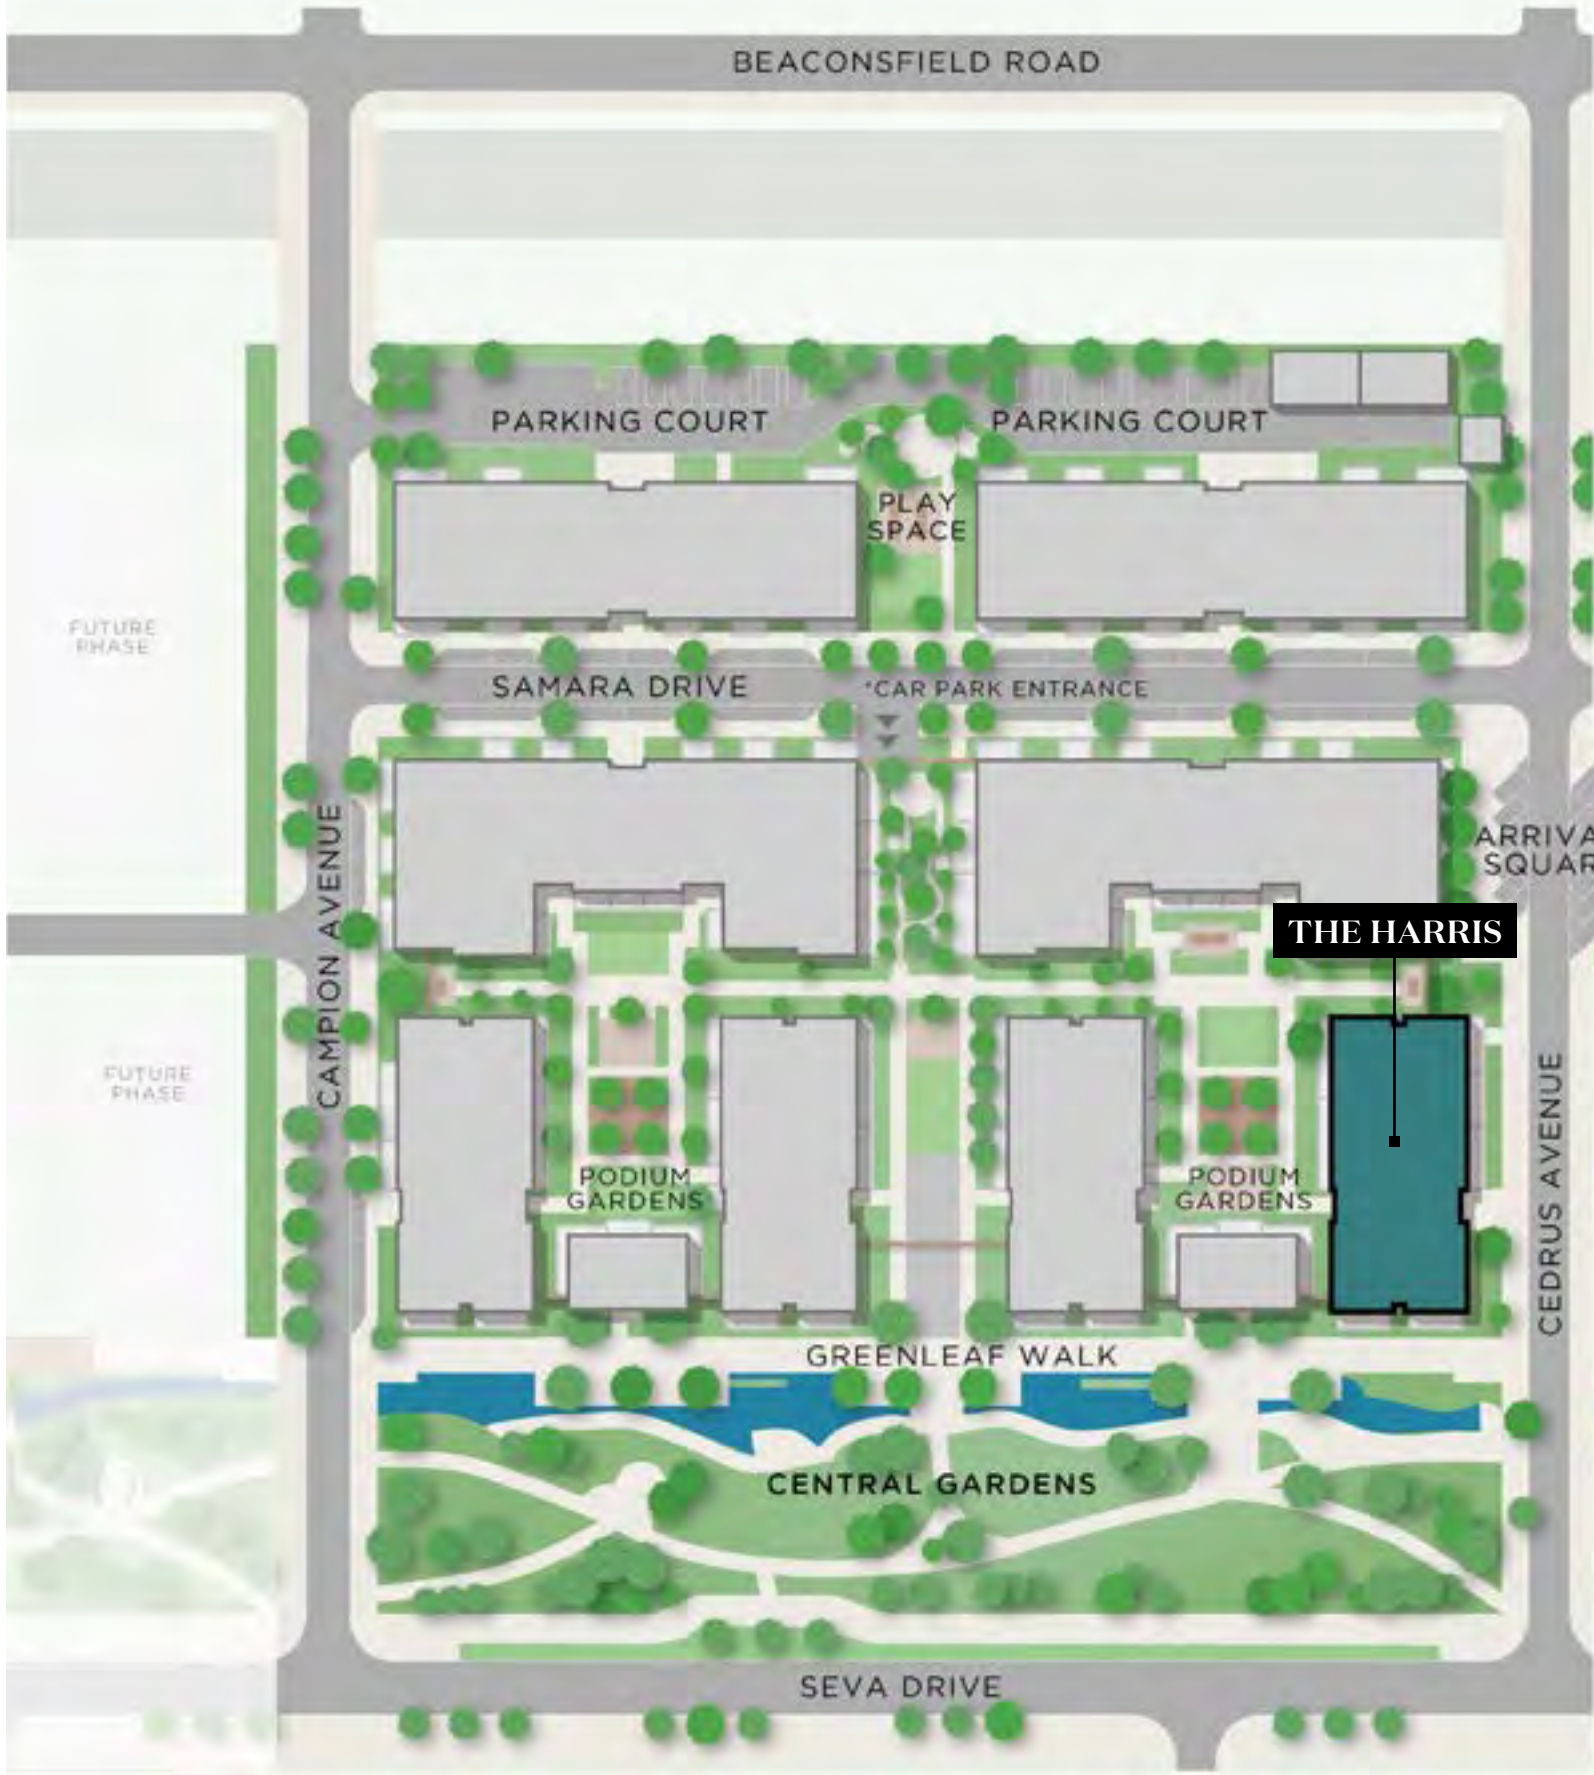 BEACONSFIELD ROAD
PARKING COURT
PARKING COURT
PLAY
SPACE
FUTURE
PHASE
SAMARA DRIVE
*CAR PARK ENTRANCE
CAMPION AVENUE
ARRIVA
SQUAR
THE HARRIS
FUTURE
PHASE
CEDRUS AVENUE
PODIUM
GARDENS
PODIUM
GARDENS
GREENLEAF WALK
CENTRAL GARDENS
SEVA DRIVE